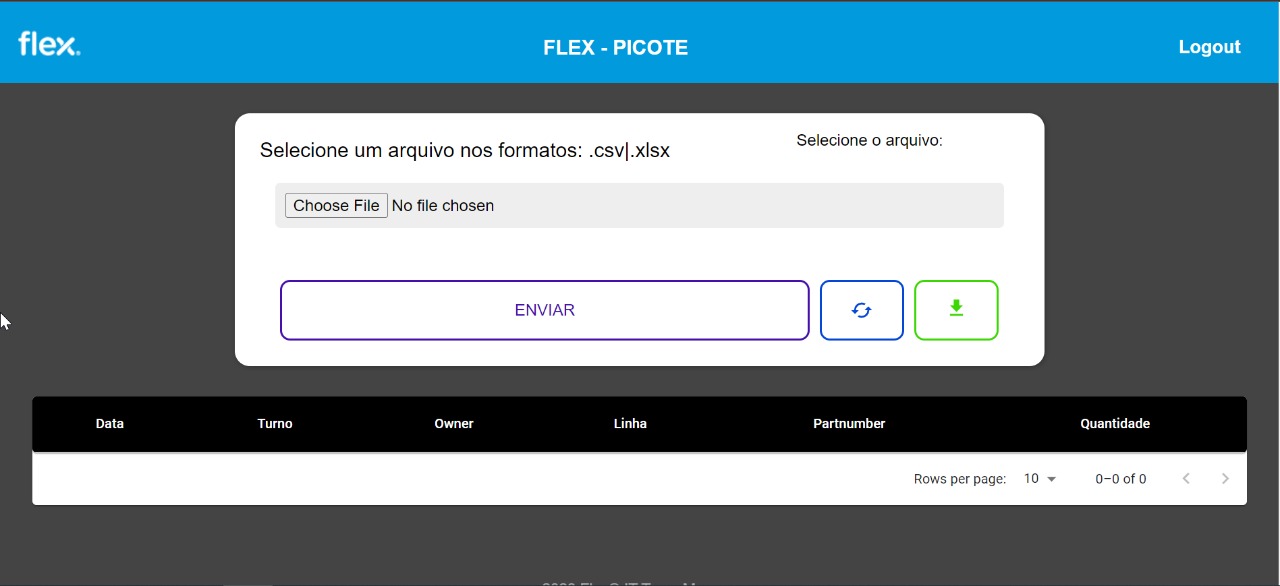 flex.
FLEX - PICOTE
Logout
Selecione um arquivo nos formatos: .csv|.xlsx
Selecione o arquivo:
Choose File No file chosen
ENVIAR
Data Turno Owner Linha Partnumber Quantidade
Rows per page: 10 0–0 of 0